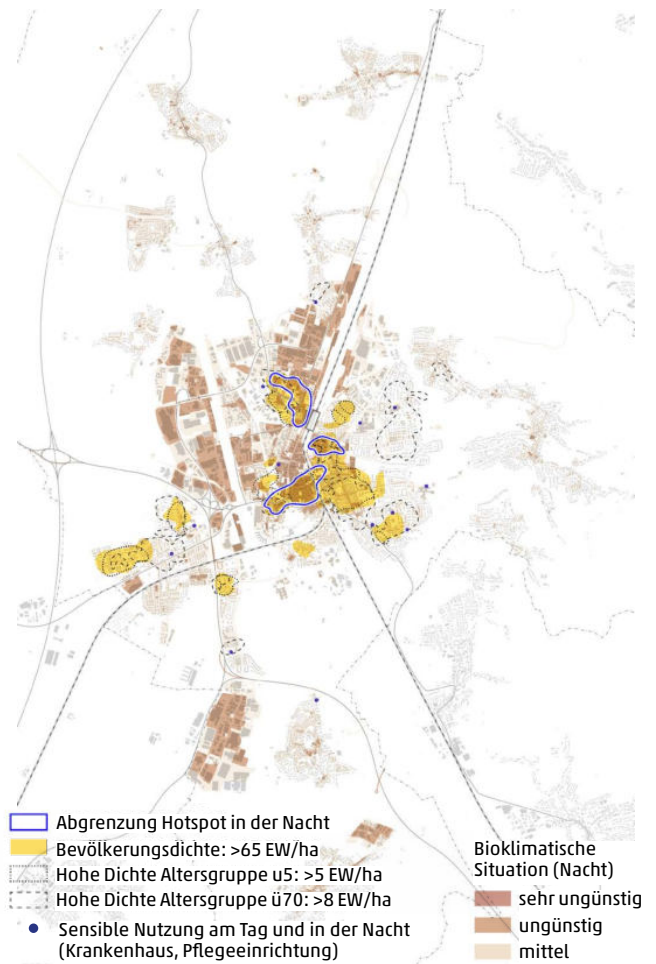 Abgrenzung Hotspot in der Nacht
Bevölkerungsdichte: >65 EW/ha
Hohe Dichte Altersgruppe u5: >5 EW/ha
Hohe Dichte Altersgruppe ü70: >8 EW/ha
Sensible Nutzung am Tag und in der Nacht
(Krankenhaus, Pflegeeinrichtung)
Bioklimatische
Situation (Nacht)
sehr ungünstig
ungünstig
mittel